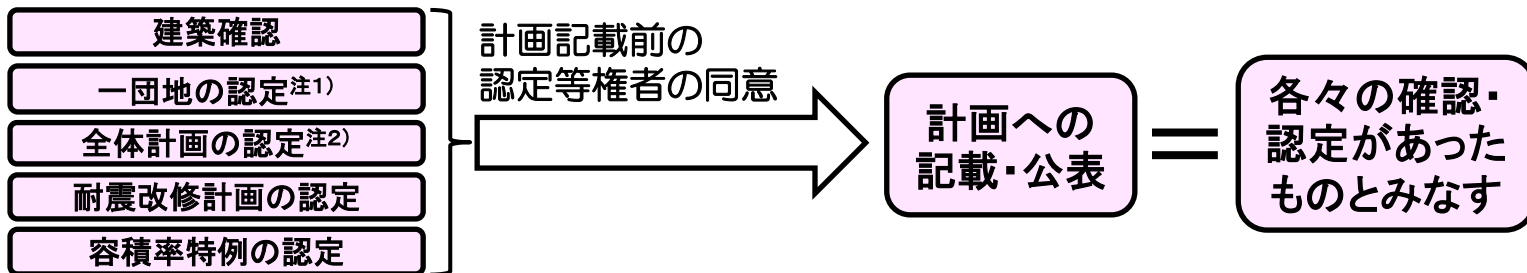 建築確認
一団地の認定注1)
全体計画の認定注2)
耐震改修計画の認定
容積率特例の認定
計画記載前の
認定等権者の同意
計画への
記載・公表
=
各々の確認・
認定があった
ものとみなす